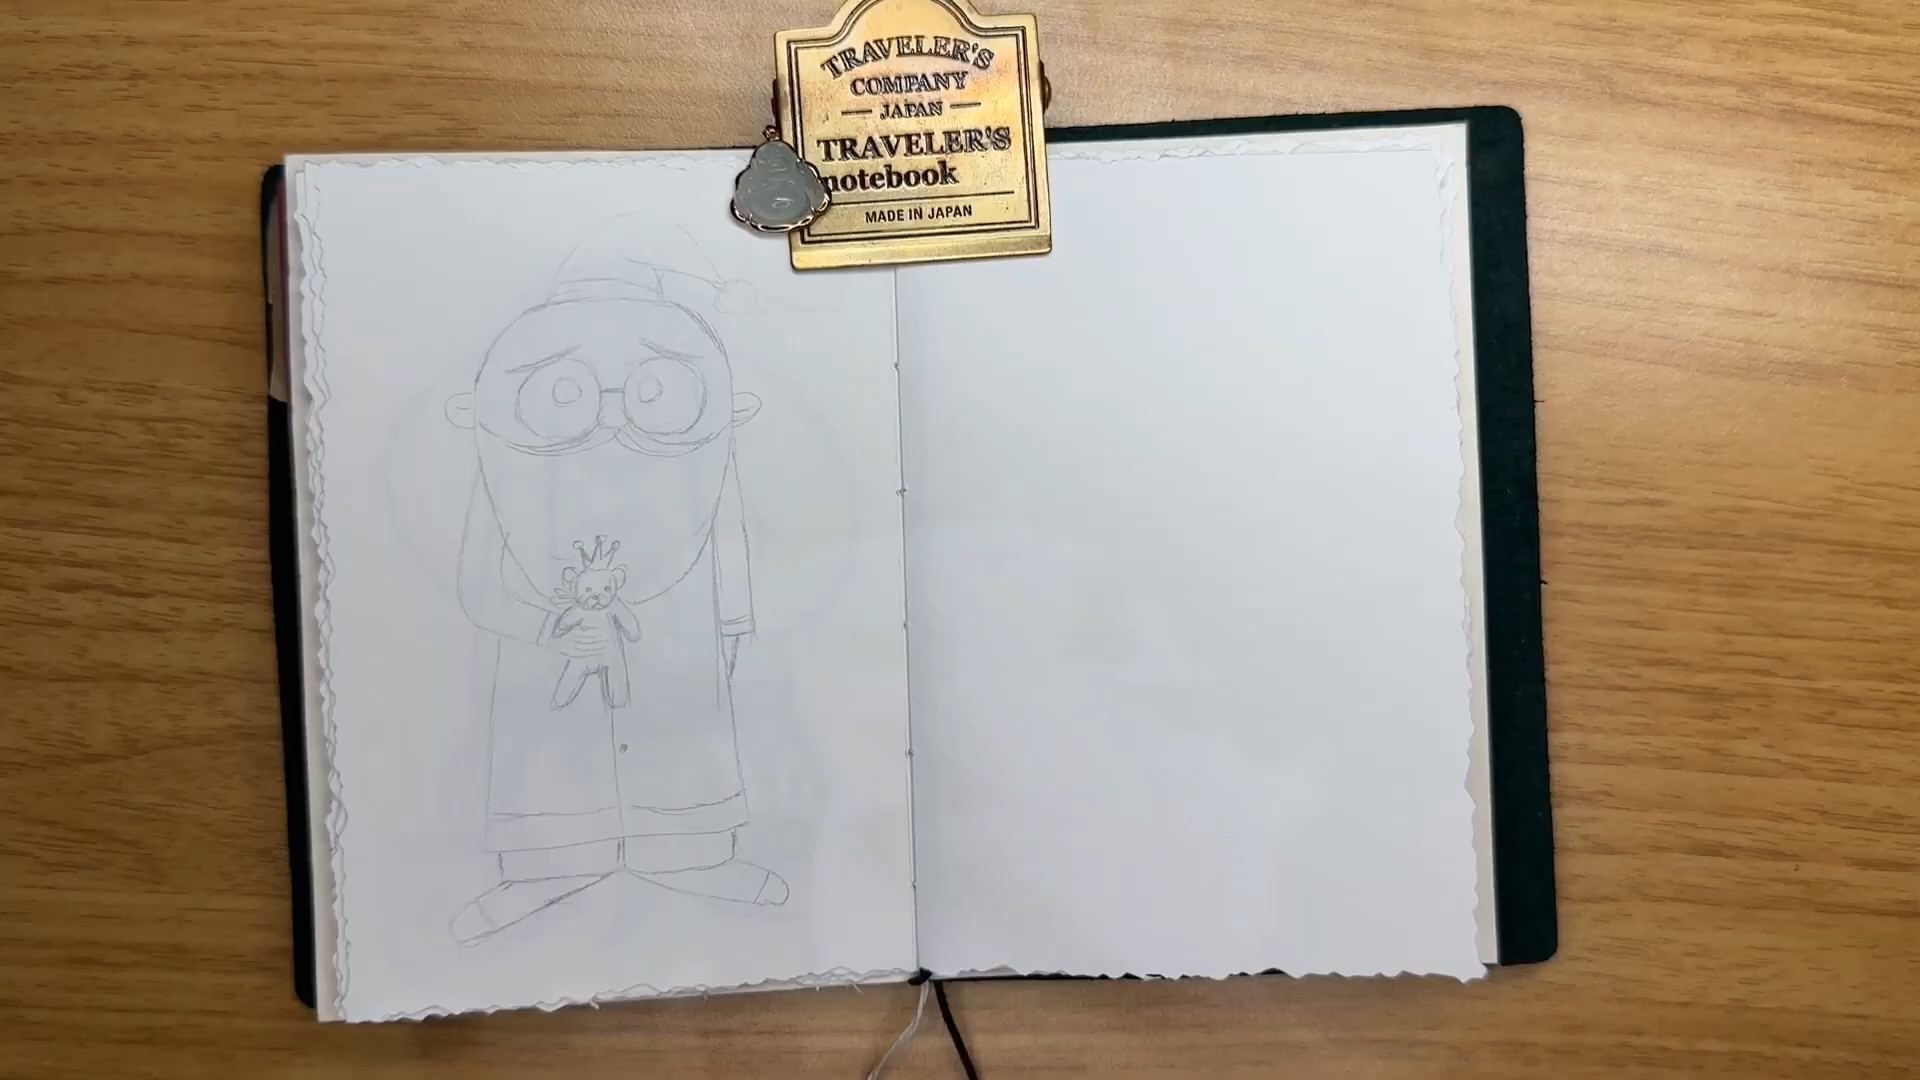 TRAVELER'S
COMPANY
JAPAN
TRAVELER'S
notebook
MADE IN JAPAN